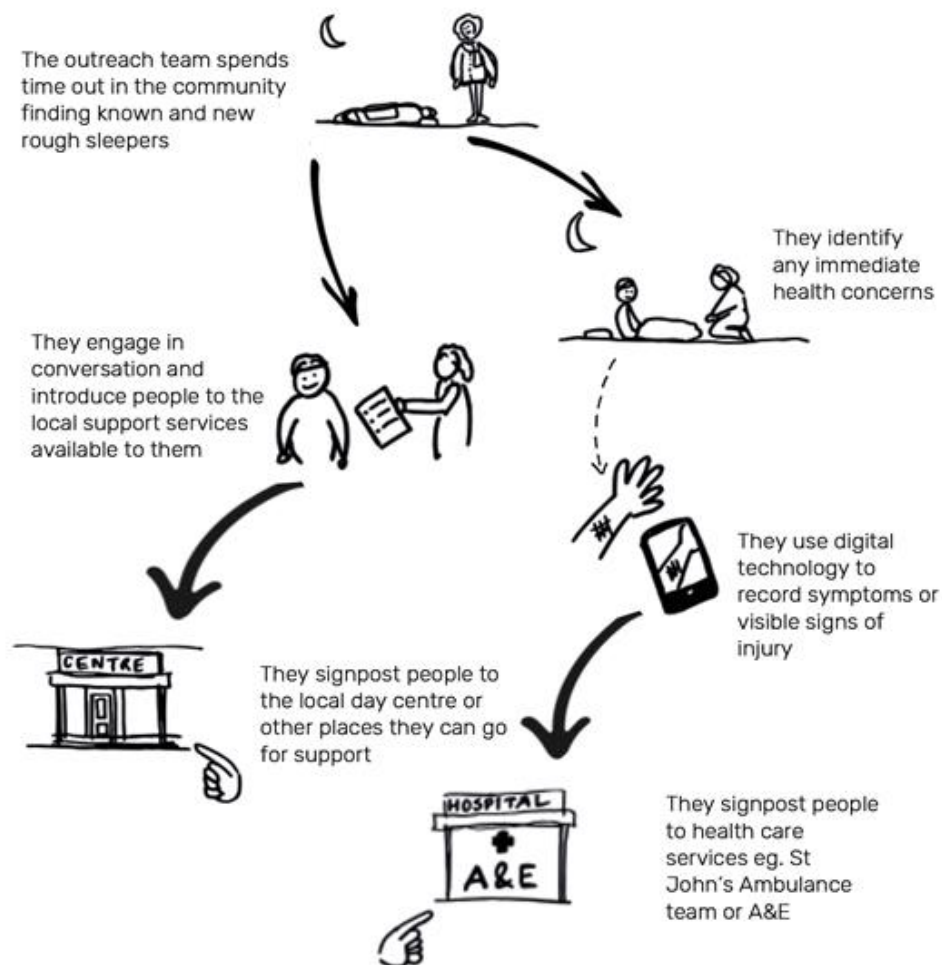 The outreach team spends
time out in the community
finding known and new
rough sleepers
They identify
any immediate
health concerns
They engage in
conversation and
introduce people to the
local support services
available to them
They use digital
technology to
record symptoms or
visible signs of
injury
CENTRE
They signpost people to
the local day centre or
other places they can go
for support
HOSPITAL
A&E
They signpost people
to health care
services eg. St
John's Ambulance
team or A&E